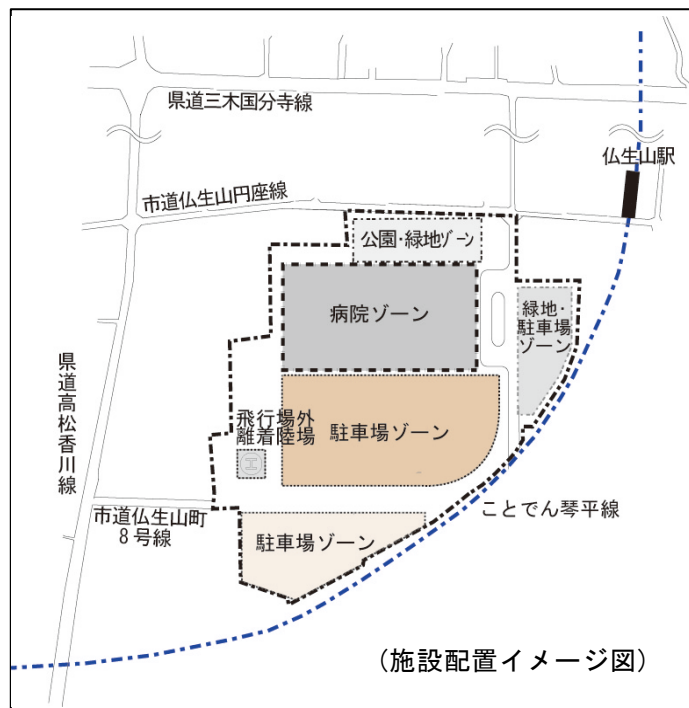 県道三木国分寺線
仏生山駅
市道仏生山円座線
公園・緑地ゾーン
病院ゾーン
緑地・
駐車場
ゾーン
県道高松香川線
飛行場外
離着陸場
駐車場ゾーン
市道仏生山町
8号線
ことでん琴平線
駐車場ゾーン
(施設配置イメージ図)